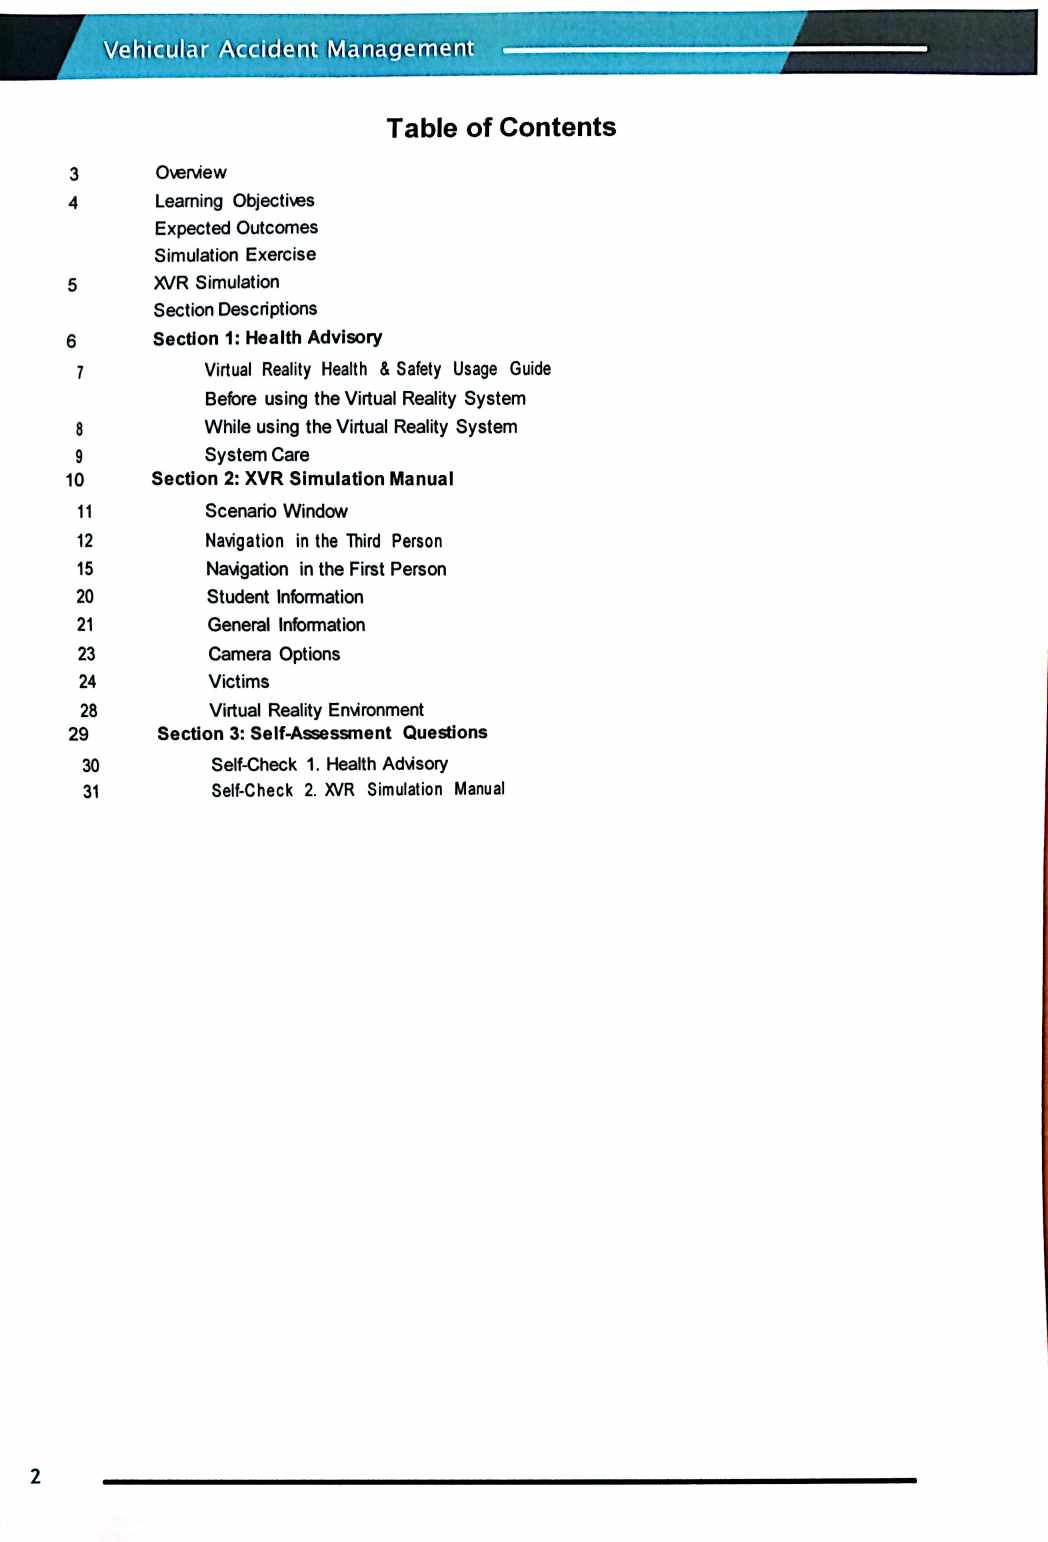 Vehicular Accident Management
Table of Contents
3 Overview
4 Learning Objectives
Expected Outcomes
Simulation Exercise
5 XVR Simulation
Section Descriptions
6 Section 1: Health Advisory
7 Virtual Reality Health & Safety Usage Guide
Before using the Virtual Reality System
8 While using the Virtual Reality System
9 System Care
10 Section 2: XVR Simulation Manual
11 Scenario Window
12 Navigation in the Third Person
15 Navigation in the First Person
20 Student Information
21 General Information
23 Camera Options
24 Victims
28 Virtual Reality Environment
29 Section 3: Self-Assessment Questions
30 Self-Check 1. Health Advisory
31 Self-Check 2. XVR Simulation Manual
2